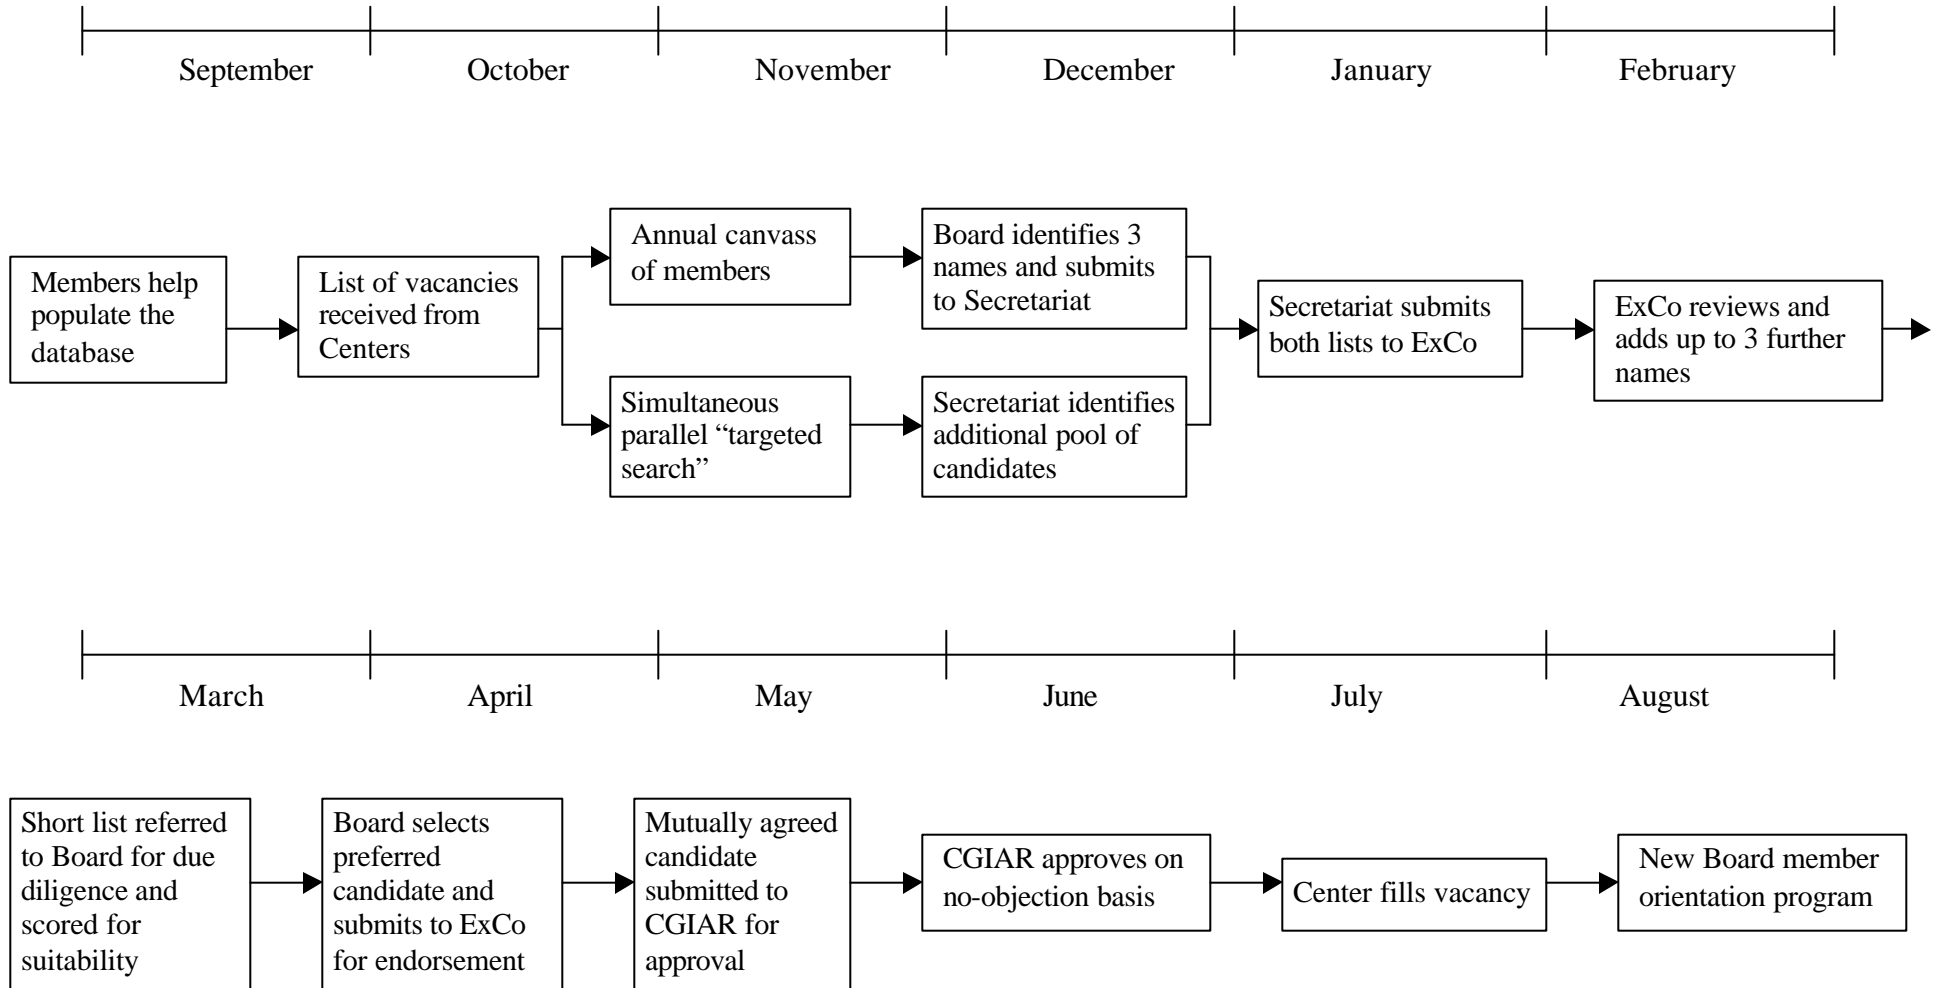 September
October
November
December
January
February
Members help
populate the
database
List of vacancies
received from
Centers
Annual canvass
of members
Simultaneous
parallel “targeted
search”
Board identifies 3
names and submits
to Secretariat
Secretariat identifies
additional pool of
candidates
Secretariat submits
both lists to ExCo
ExCo reviews and
adds up to 3 further
names
March
April
May
June
July
August
Short list referred
to Board for due
diligence and
scored for
suitability
Board selects
preferred
candidate and
submits to ExCo
for endorsement
Mutually agreed
candidate
submitted to
CGIAR for
approval
CGIAR approves on
no-objection basis
Center fills vacancy
New Board member
orientation program